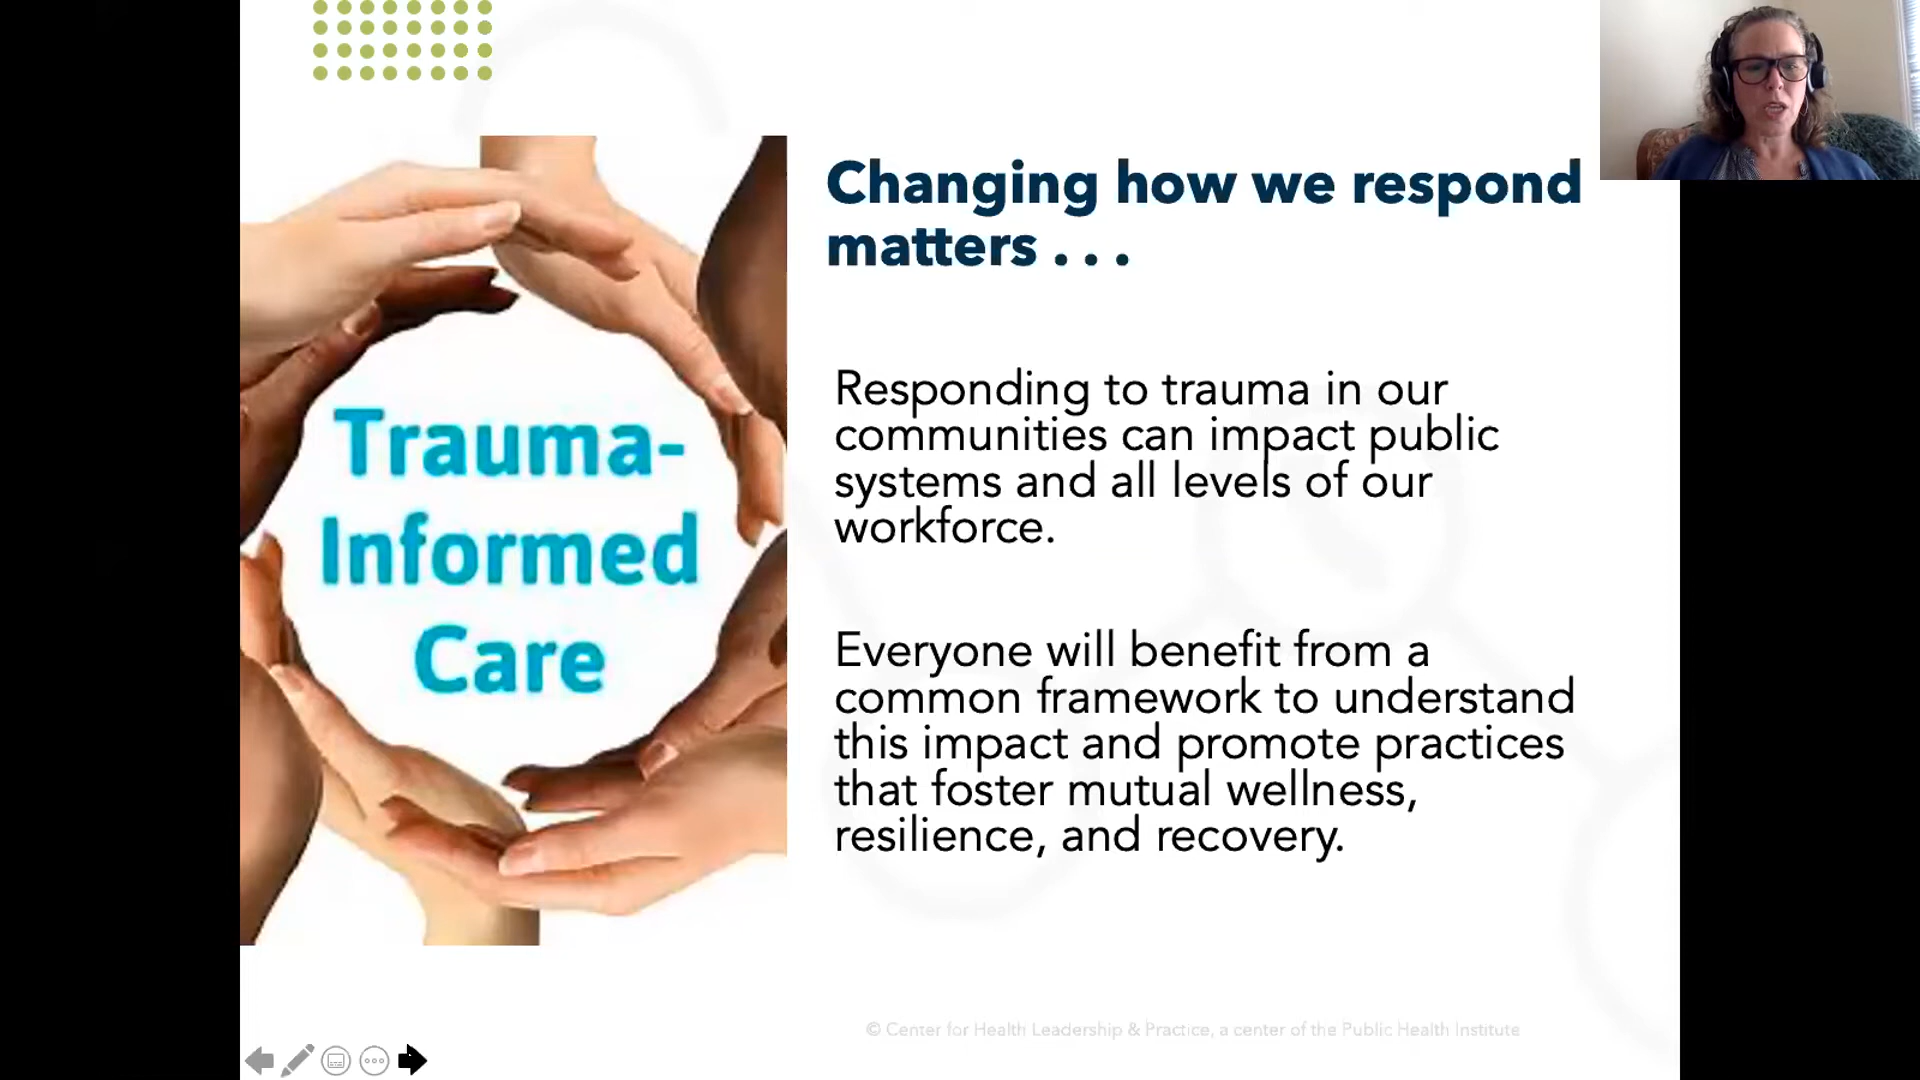 Trauma-
Informed
Care
Changing how we respond
matters . . .
Responding to trauma in our
communities can impact public
systems and all levels of our
workforce.
Everyone will benefit from a
common framework to understand
this impact and promote practices
that foster mutual wellness,
resilience, and recovery.
© Center for Health Leadership & Practice, a center of the Public Health Institute